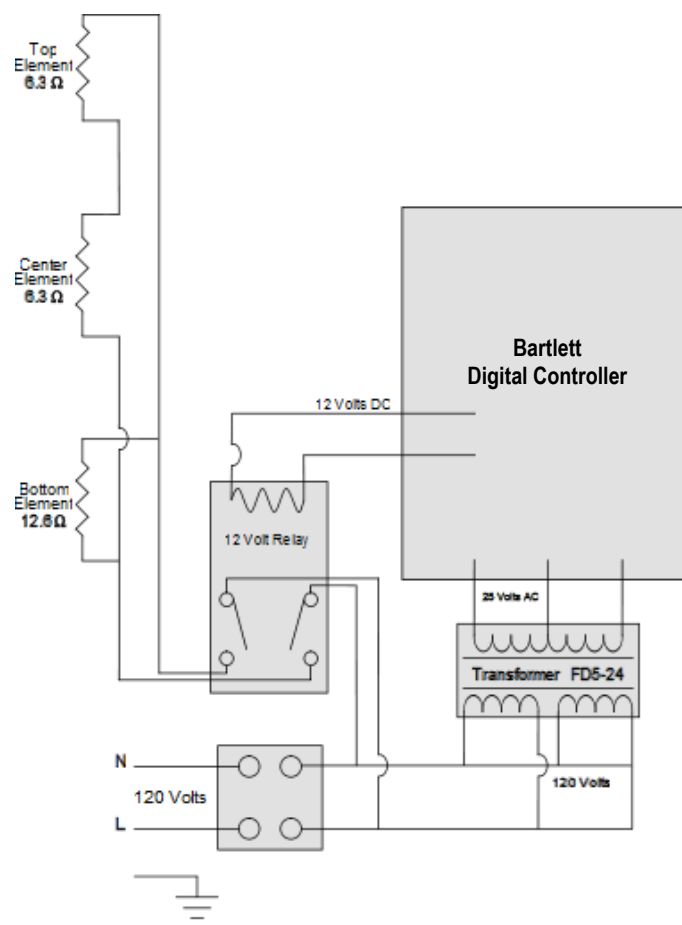 Top
Element
6.3 Ω
Center
Element
6.3 Ω
Bottom
Element
12.6Ω
Bartlett
Digital Controller
12 Volts DC
12 Volt Relay
25 Volts AC
Transformer FD5-24
N
120 Volts
L
120 Volts